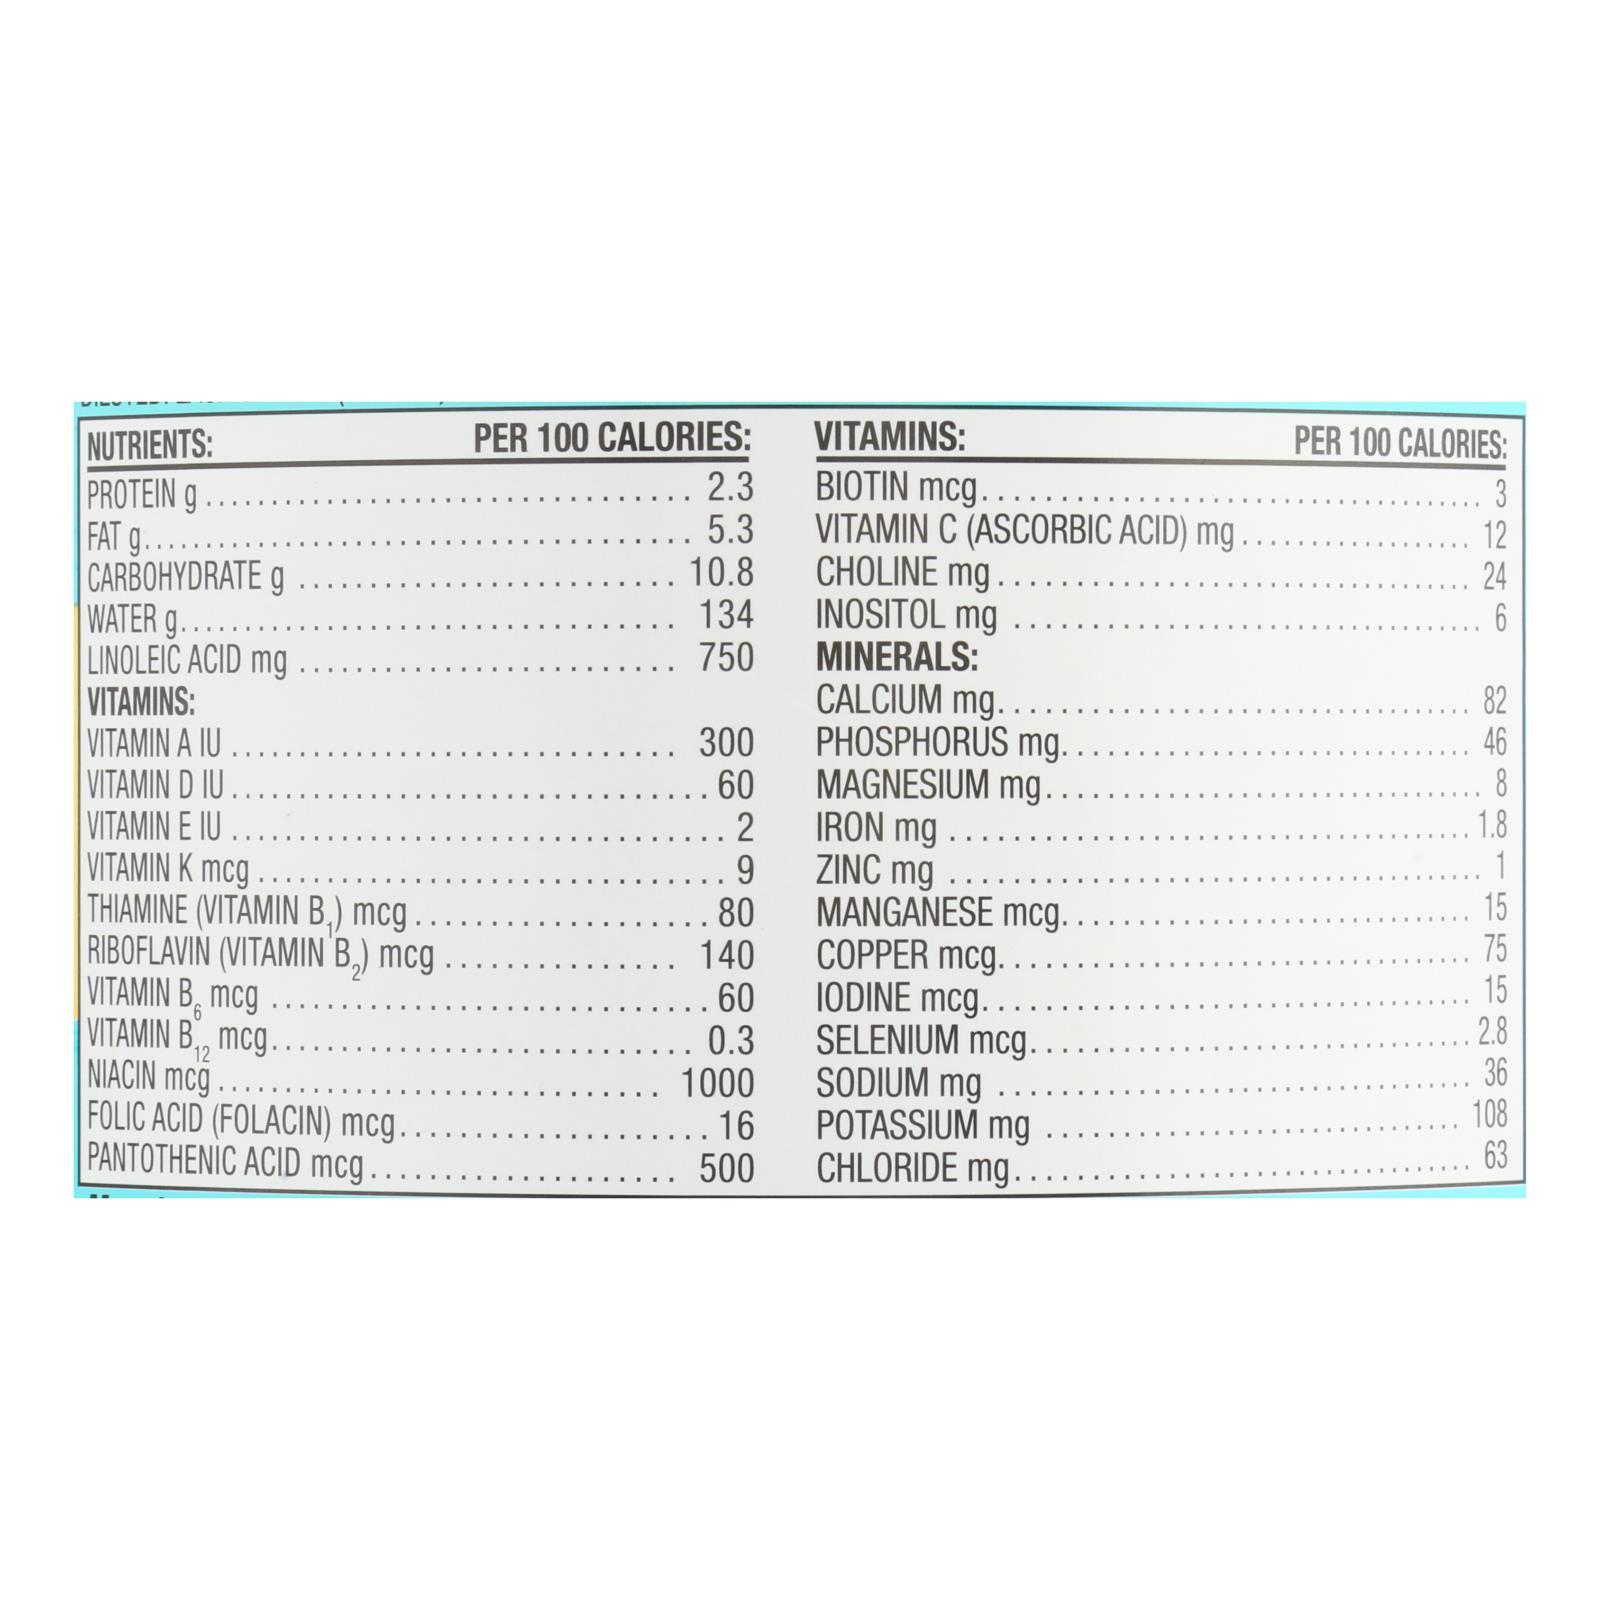 NUTRIENTS: PER 100 CALORIES:
PROTEIN g 2.3
FAT g 5.3
CARBOHYDRATE g 10.8
WATER g 134
LINOLEIC ACID mg 750
VITAMINS:
VITAMIN A IU 300
VITAMIN D IU 60
VITAMIN E IU 2
VITAMIN K mcg 9
THIAMINE (VITAMIN B₁) mcg 80
RIBOFLAVIN (VITAMIN B₂) mcg 140
VITAMIN B₆ mcg 60
VITAMIN B₁₂ mcg 0.3
NIACIN mcg 1000
FOLIC ACID (FOLACIN) mcg 16
PANTOTHENIC ACID mcg 500
VITAMINS: PER 100 CALORIES:
BIOTIN mcg 3
VITAMIN C (ASCORBIC ACID) mg 12
CHOLINE mg 24
INOSITOL mg 6
MINERALS:
CALCIUM mg 82
PHOSPHORUS mg 46
MAGNESIUM mg 8
IRON mg 1.8
ZINC mg 1
MANGANESE mcg 15
COPPER mcg 75
IODINE mcg 15
SELENIUM mcg 2.8
SODIUM mg 36
POTASSIUM mg 108
CHLORIDE mg 63